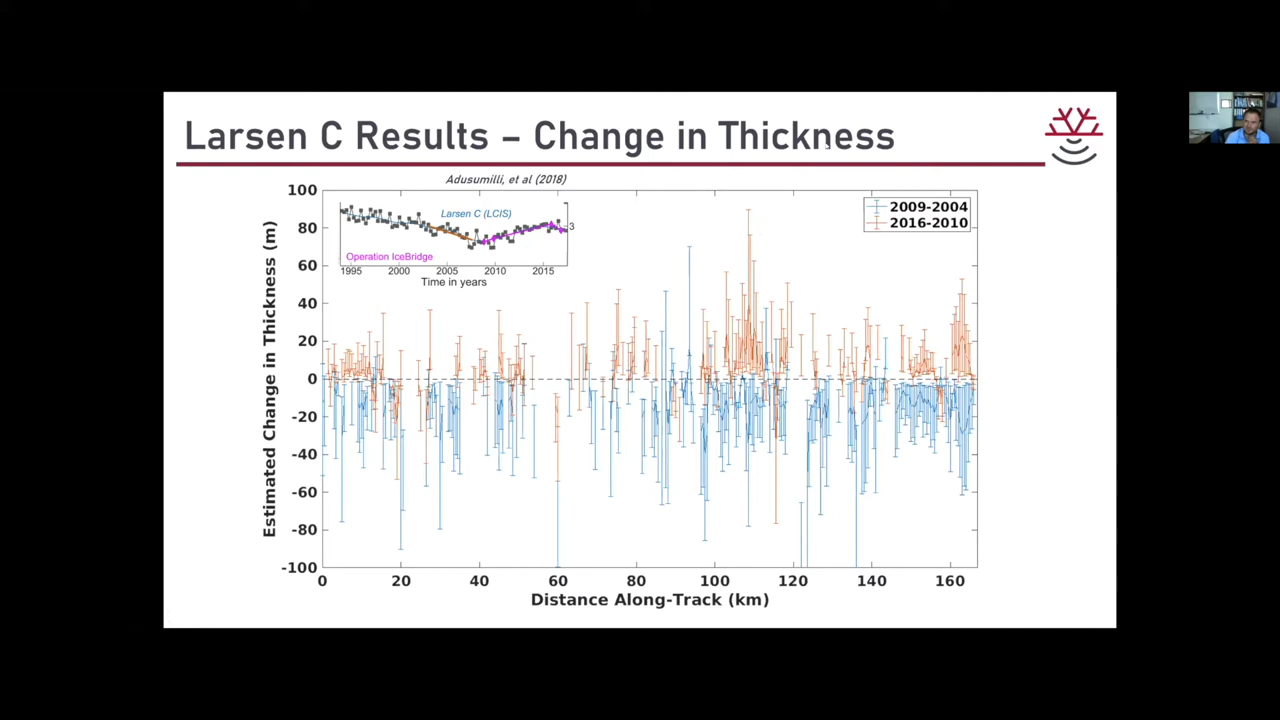 Larsen C Results – Change in Thickness
Adusumilli, et al (2018)
Estimated Change in Thickness (m)
100
80
60
40
20
0
-20
-40
-60
-80
-100
Larsen C (LCIS)
Operation IceBridge
3
1995 2000 2005 2010 2015
Time in years
2009-2004
2016-2010
0 20 40 60 80 100 120 140 160
Distance Along-Track (km)